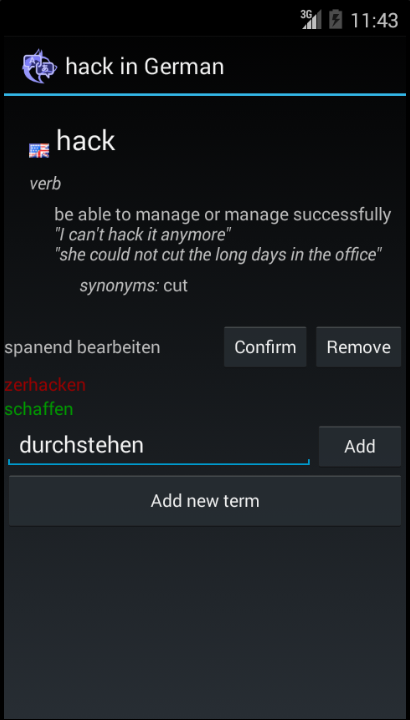 3G 11:43
hack in German
hack
verb
be able to manage or manage successfully
"I can't hack it anymore"
"she could not cut the long days in the office"
synonyms: cut
spanend bearbeiten Confirm Remove
zerhacken
schaffen
durchstehen Add
Add new term